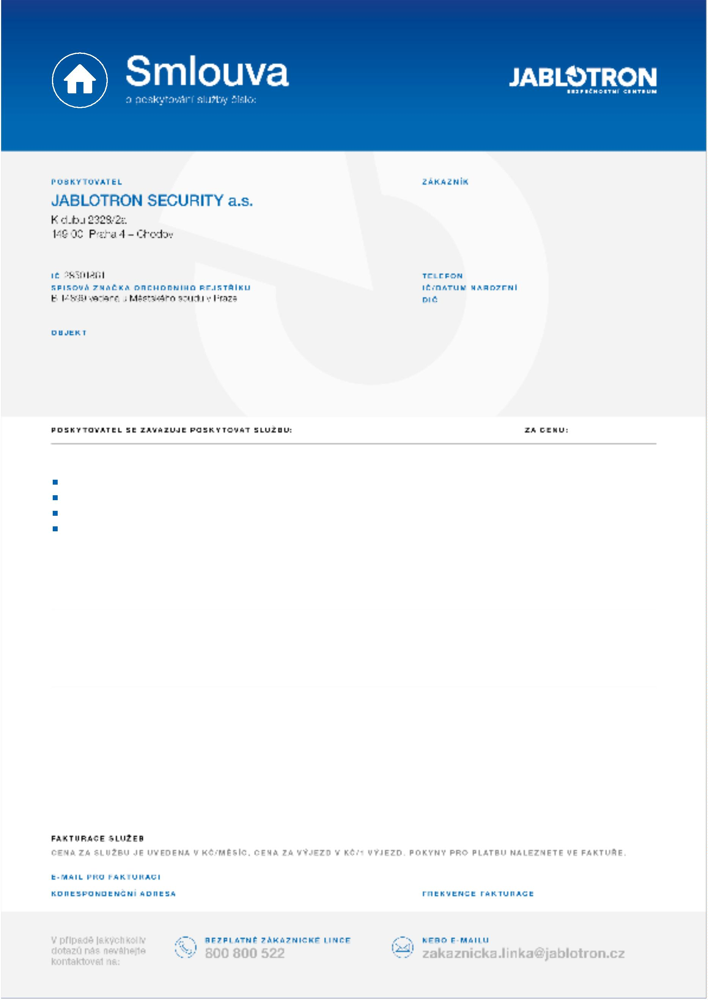 Smlouva
o poskytování služby číslo:
JABLOTRON
BEZPEČNOSTNÍ CENTRUM
POSKYTOVATEL
JABLOTRON SECURITY a.s.
K dubu 2328/2a
149 00 Praha 4 – Chodov
IČ 28501861
SPISOVÁ ZNAČKA OBCHODNÍHO REJSTŘÍKU
B 14899 vedená u Městského soudu v Praze
OBJEKT
ZÁKAZNÍK
TELEFON
IČ/DATUM NAROZENÍ
DIČ
POSKYTOVATEL SE ZAVAZUJE POSKYTOVAT SLUŽBU:
ZA CENU:
FAKTURACE SLUŽEB
CENA ZA SLUŽBU JE UVEDENA V KČ/MĚSÍC. CENA ZA VÝJEZD V KČ/1 VÝJEZD. POKYNY PRO PLATBU NALEZNETE VE FAKTUŘE.
E-MAIL PRO FAKTURACI
KORESPONDENČNÍ ADRESA
FREKVENCE FAKTURACE
V případě jakýchkoliv
dotazů nás neváhejte
kontaktovat na:
BEZPLATNÉ ZÁKAZNICKÉ LINCE
800 800 522
NEBO E-MAILU
zakaznicka.linka@jablotron.cz